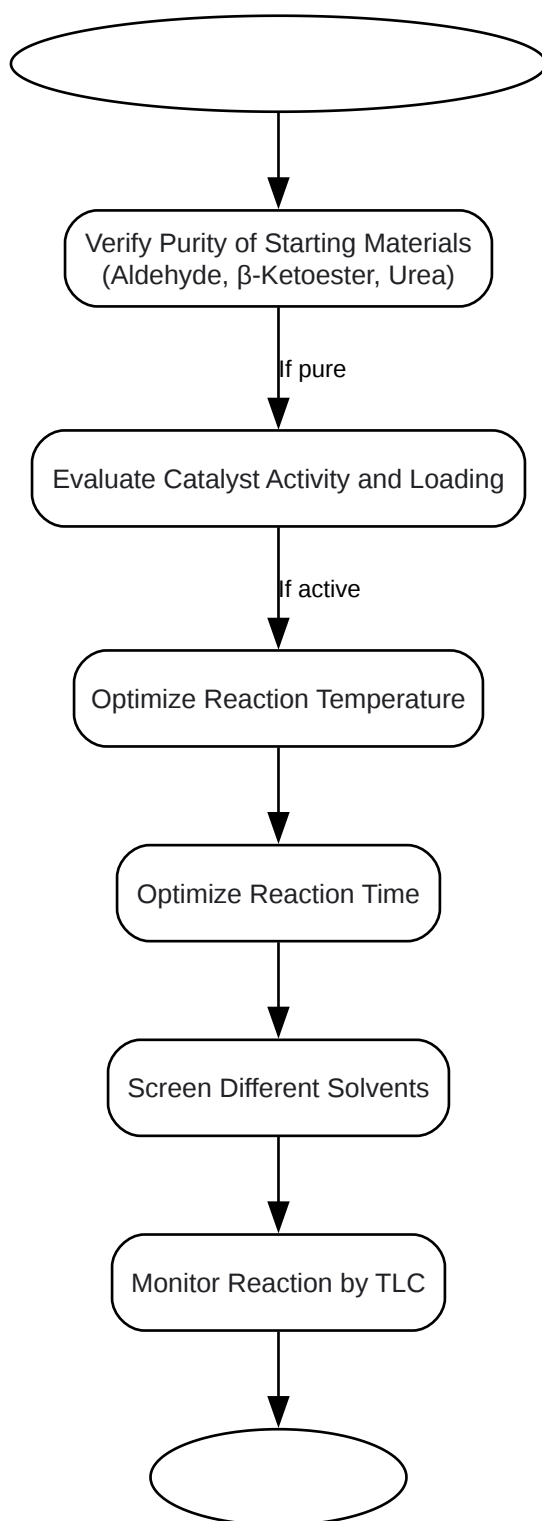 Verify Purity of Starting Materials
(Aldehyde, β-Ketoester, Urea)
If pure
Evaluate Catalyst Activity and Loading
If active
Optimize Reaction Temperature
Optimize Reaction Time
Screen Different Solvents
Monitor Reaction by TLC